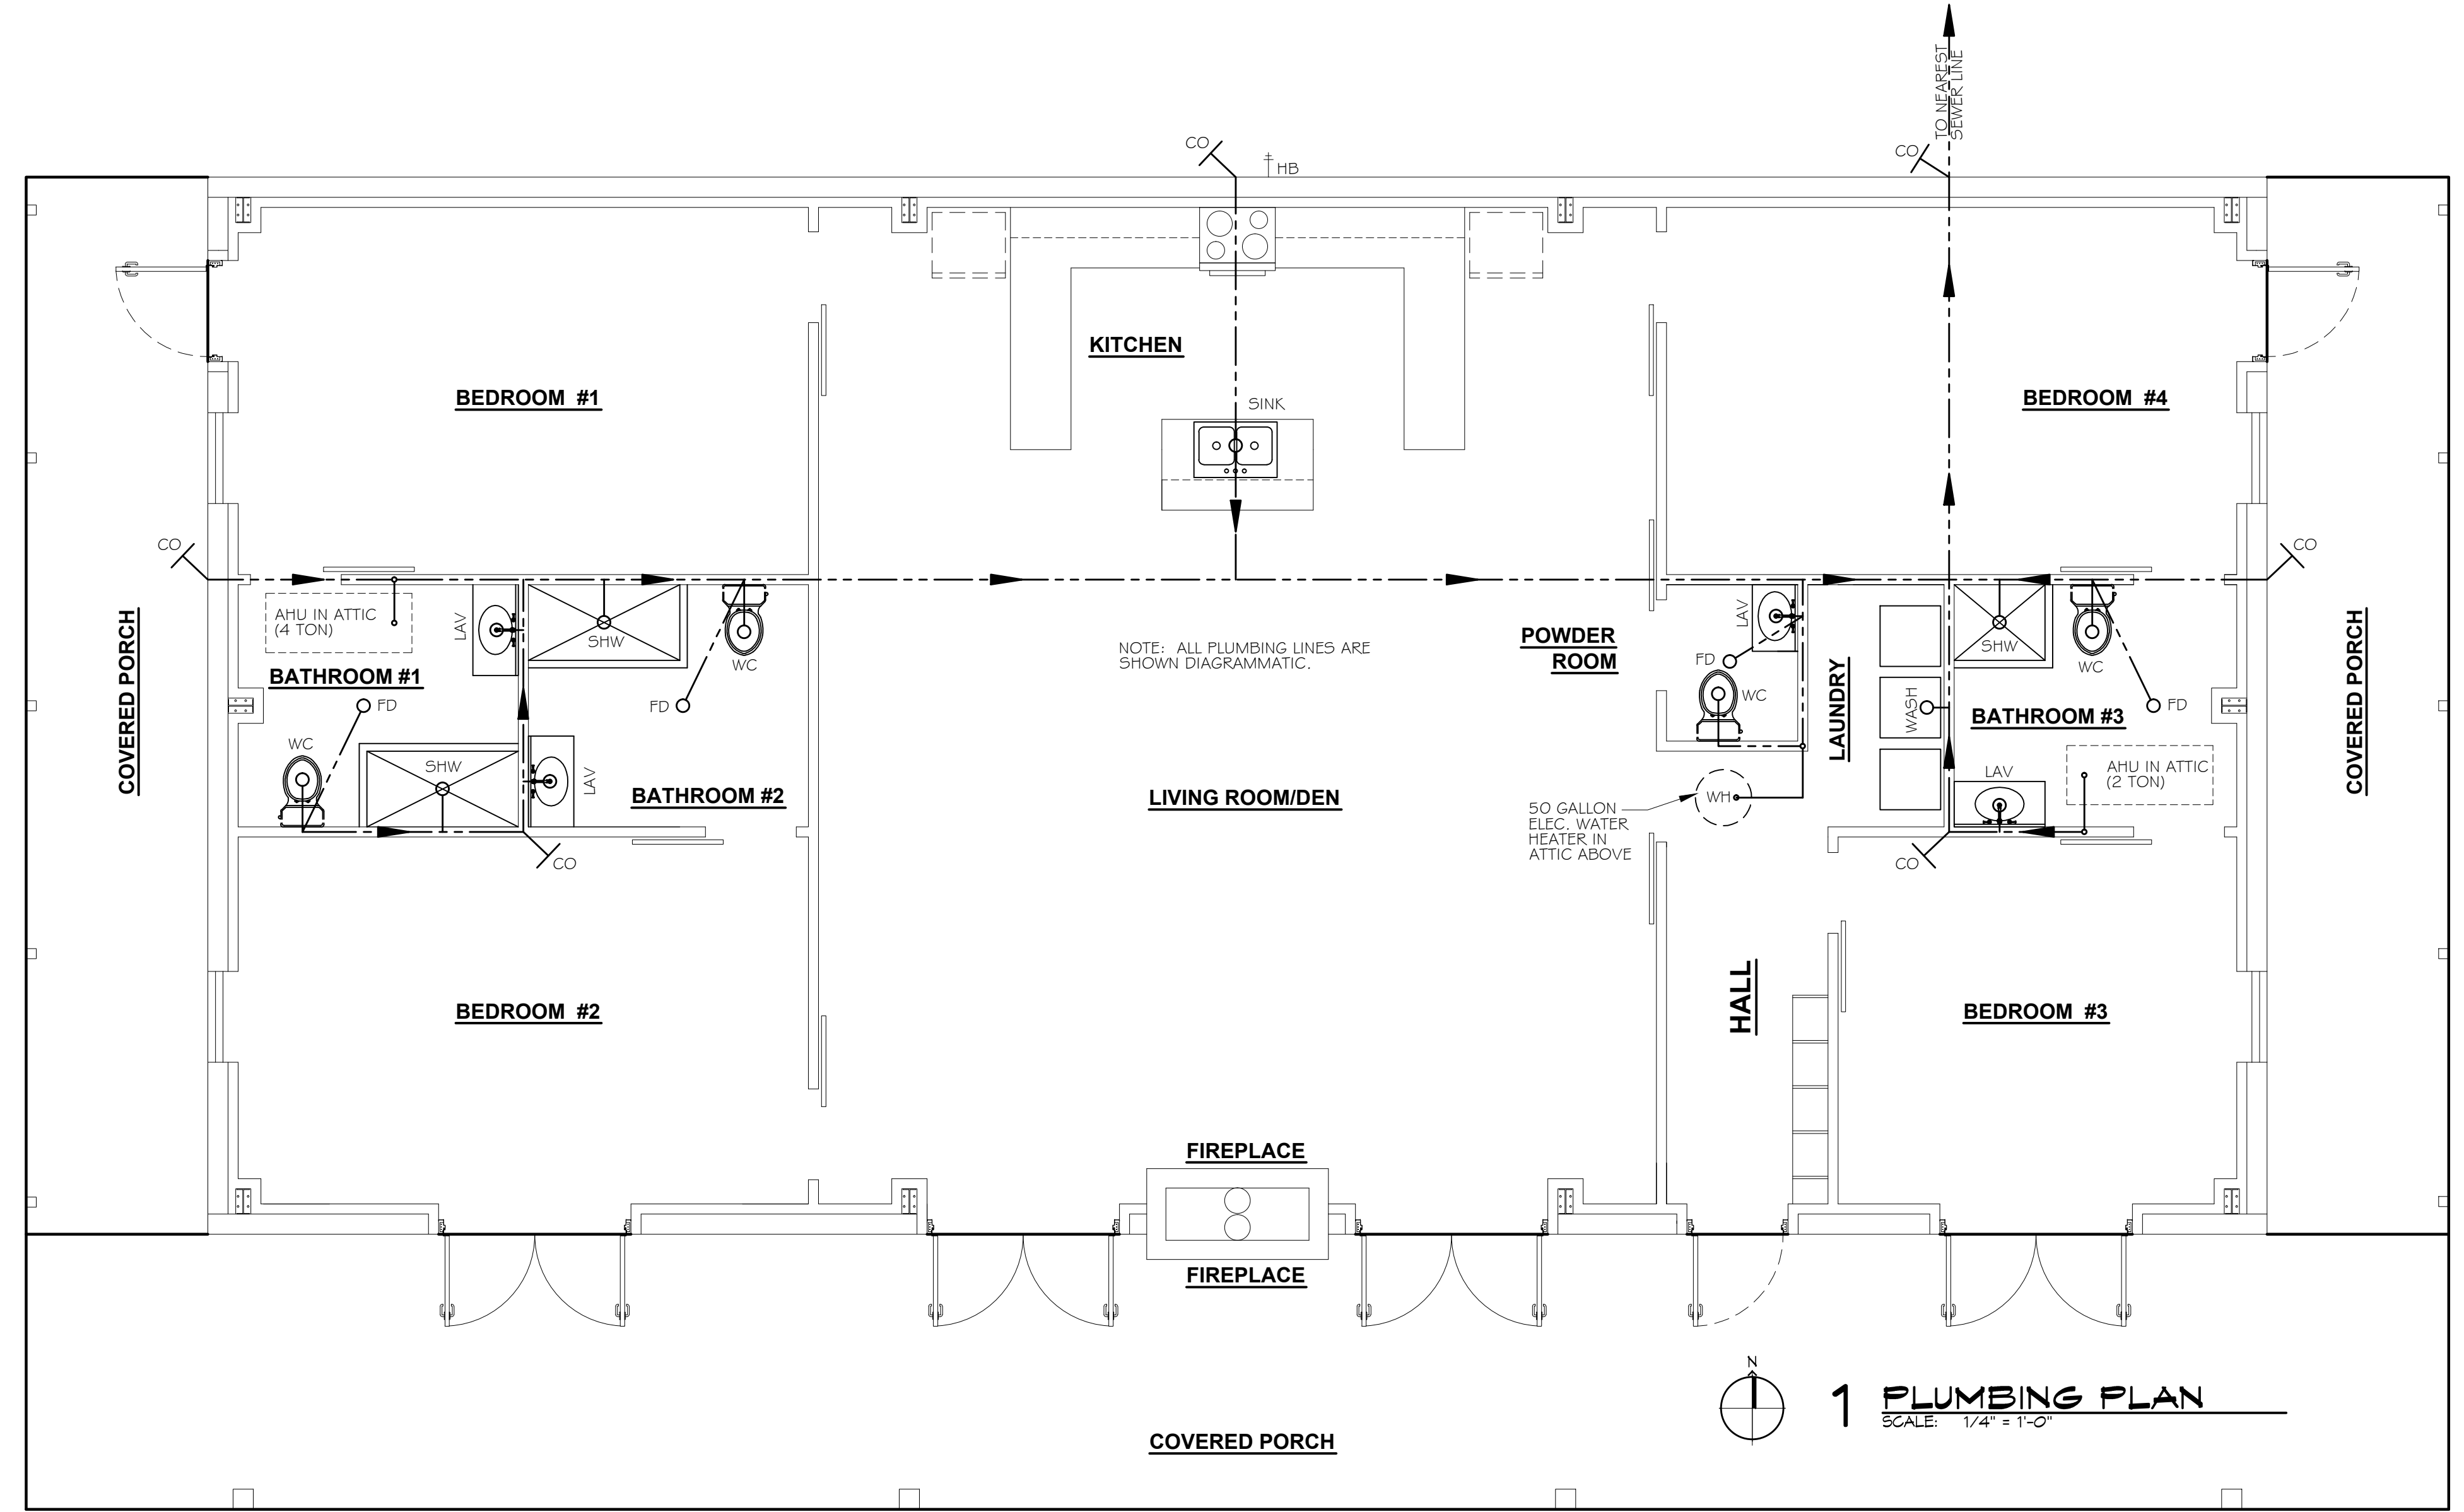 TO NEAREST
SEWER LINE
CO
HB
CO
KITCHEN
BEDROOM #1
BEDROOM #4
SINK
CO
CO
AHU IN ATTIC
(4 TON)
LAV
SHW
WC
NOTE: ALL PLUMBING LINES ARE
SHOWN DIAGRAMMATIC.
POWDER
ROOM
LAV
FD
WC
SHW
WC
COVERED PORCH
BATHROOM #1
FD
FD
LAUNDRY
WASH
BATHROOM #3
FD
COVERED PORCH
WC
SHW
LAV
BATHROOM #2
LIVING ROOM/DEN
WH
50 GALLON
ELEC. WATER
HEATER IN
ATTIC ABOVE
LAV
AHU IN ATTIC
(2 TON)
CO
CO
BEDROOM #2
HALL
BEDROOM #3
FIREPLACE
FIREPLACE
N
1 PLUMBING PLAN
SCALE: 1/4" = 1'-0"
COVERED PORCH